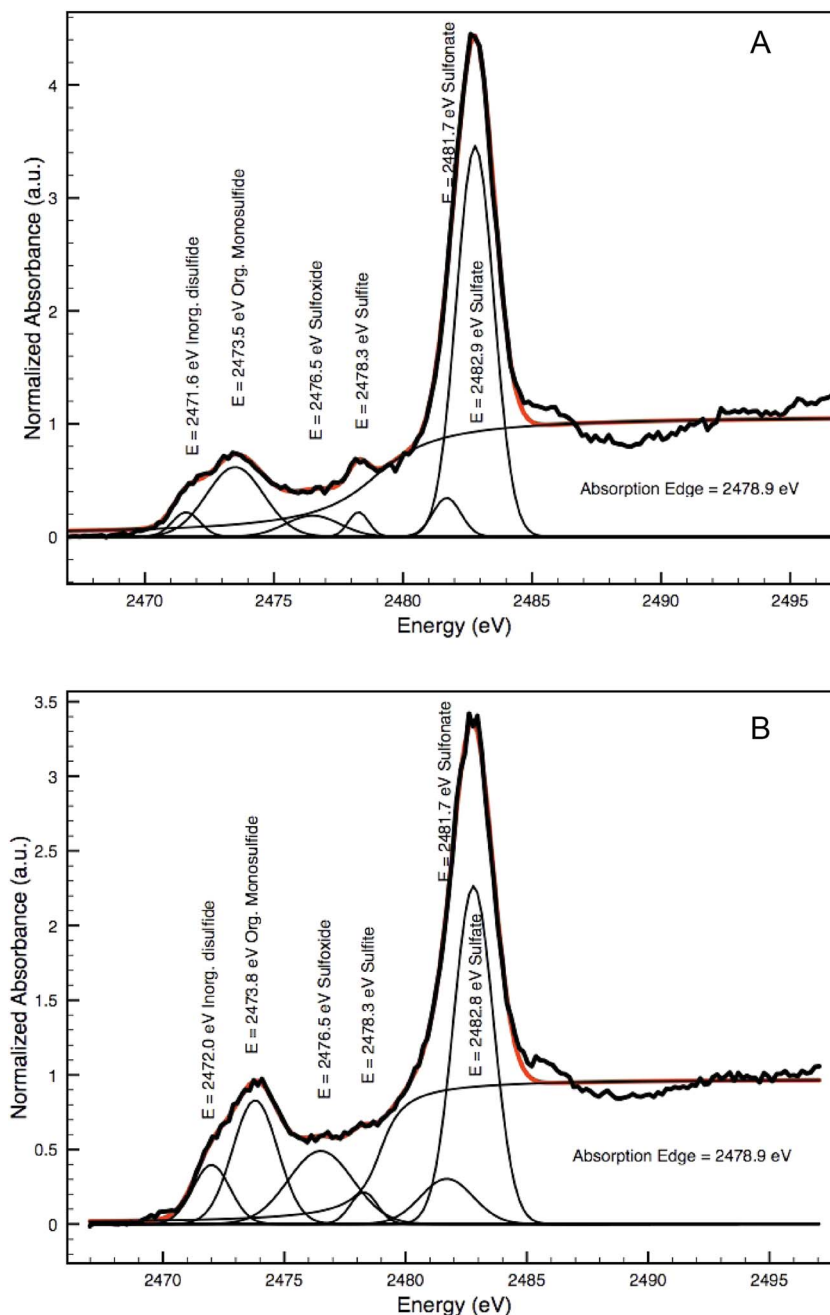 A
Normalized Absorbance (a.u.)
4
3
2
1
0
E = 2471.6 eV Inorg. disulfide
E = 2473.5 eV Org. Monosulfide
E = 2476.5 eV Sulfoxide
E = 2478.3 eV Sulfite
E = 2481.7 eV Sulfonate
E = 2482.9 eV Sulfate
Absorption Edge = 2478.9 eV
2470
2475
2480
2485
2490
2495
Energy (eV)
B
Normalized Absorbance (a.u.)
3.5
3
2.5
2
1.5
1
0.5
0
E = 2472.0 eV Inorg. disulfide
E = 2473.8 eV Org. Monosulfide
E = 2476.5 eV Sulfoxide
E = 2478.3 eV Sulfite
E = 2481.7 eV Sulfonate
E = 2482.8 eV Sulfate
Absorption Edge = 2478.9 eV
2470
2475
2480
2485
2490
2495
Energy (eV)